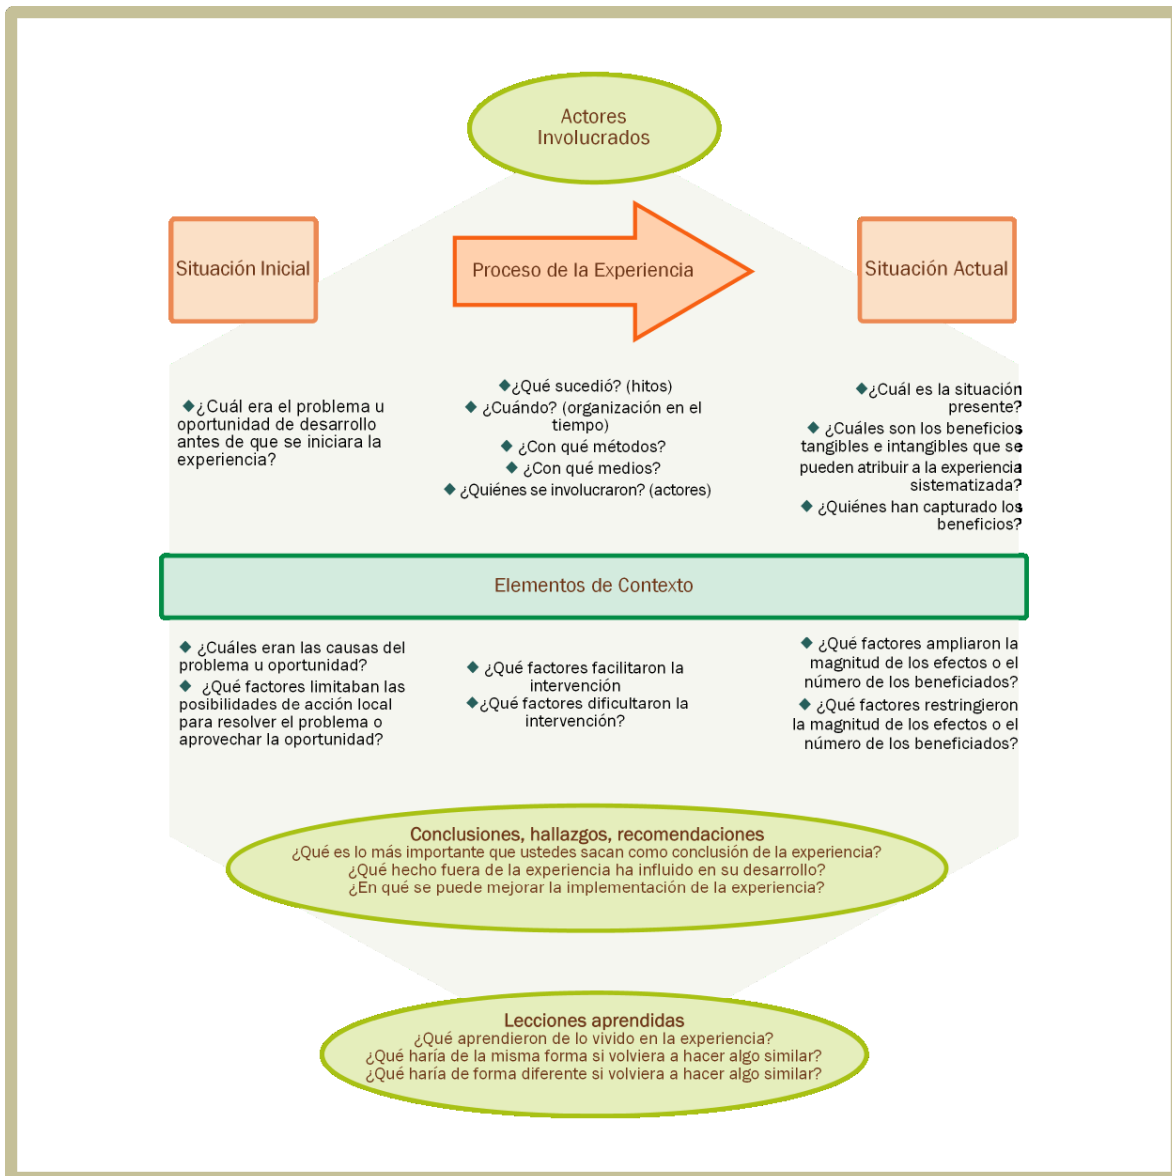 Actores
Involucrados
Situación Inicial
Proceso de la Experiencia
Situación Actual
¿Cuál era el problema u
oportunidad de desarrollo
antes de que se iniciara la
experiencia?
¿Qué sucedió? (hitos)
¿Cuándo? (organización en el
tiempo)
¿Con qué métodos?
¿Con qué medios?
¿Quiénes se involucraron? (actores)
¿Cuál es la situación
presente?
¿Cuáles son los beneficios
tangibles e intangibles que se
pueden atribuir a la experiencia
sistematizada?
¿Quiénes han capturado los
beneficios?
Elementos de Contexto
¿Cuáles eran las causas del
problema u oportunidad?
¿Qué factores limitaban las
posibilidades de acción local
para resolver el problema o
aprovechar la oportunidad?
¿Qué factores facilitaron la
intervención
¿Qué factores dificultaron la
intervención?
¿Qué factores ampliaron la
magnitud de los efectos o el
número de los beneficiados?
¿Qué factores restringieron
la magnitud de los efectos o el
número de los beneficiados?
Conclusiones, hallazgos, recomendaciones
¿Qué es lo más importante que ustedes sacan como conclusión de la experiencia?
¿Qué hecho fuera de la experiencia ha influido en su desarrollo?
¿En qué se puede mejorar la implementación de la experiencia?
Lecciones aprendidas
¿Qué aprendieron de lo vivido en la experiencia?
¿Qué haría de la misma forma si volviera a hacer algo similar?
¿Qué haría de forma diferente si volviera a hacer algo similar?